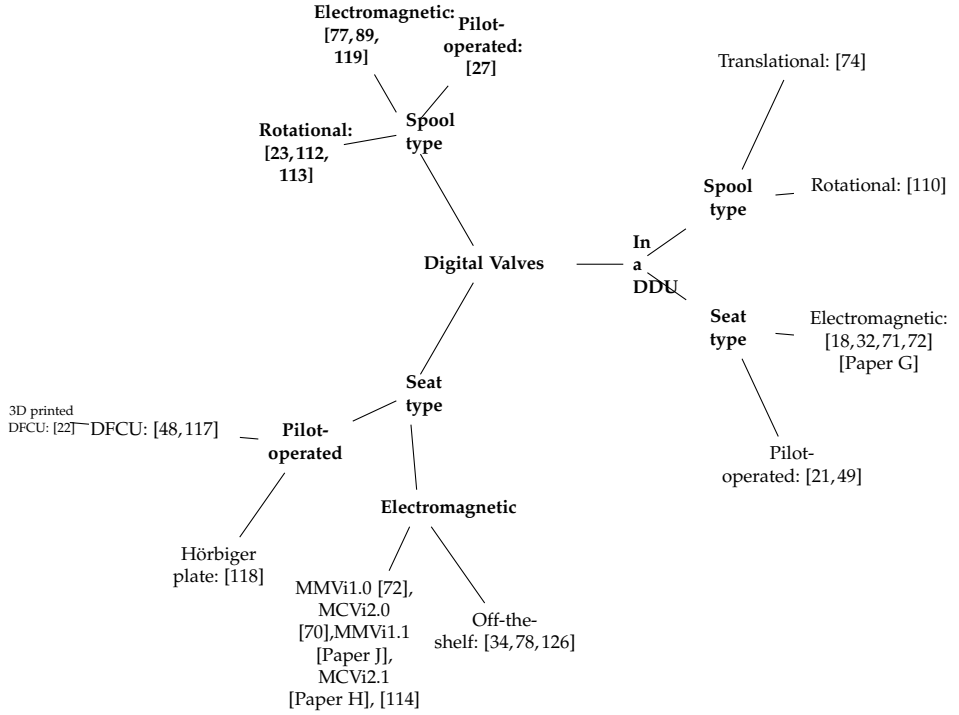 Electromagnetic:
[77,89,
119]
Pilot-
operated:
[27]
Rotational:
[23,112,
113]
Spool
type
Translational: [74]
Spool
type
Rotational: [110]
Digital Valves
In
a
DDU
Seat
type
Electromagnetic:
[18,32,71,72]
[Paper G]
Pilot-
operated: [21,49]
Seat
type
3D printed
DFCU: [22]
DFCU: [48,117]
Pilot-
operated
Hörbiger
plate: [118]
Electromagnetic
MMVi1.0 [72],
MCVi2.0
[70],MMVi1.1
[Paper J],
MCVi2.1
[Paper H], [114]
Off-the-
shelf: [34,78,126]